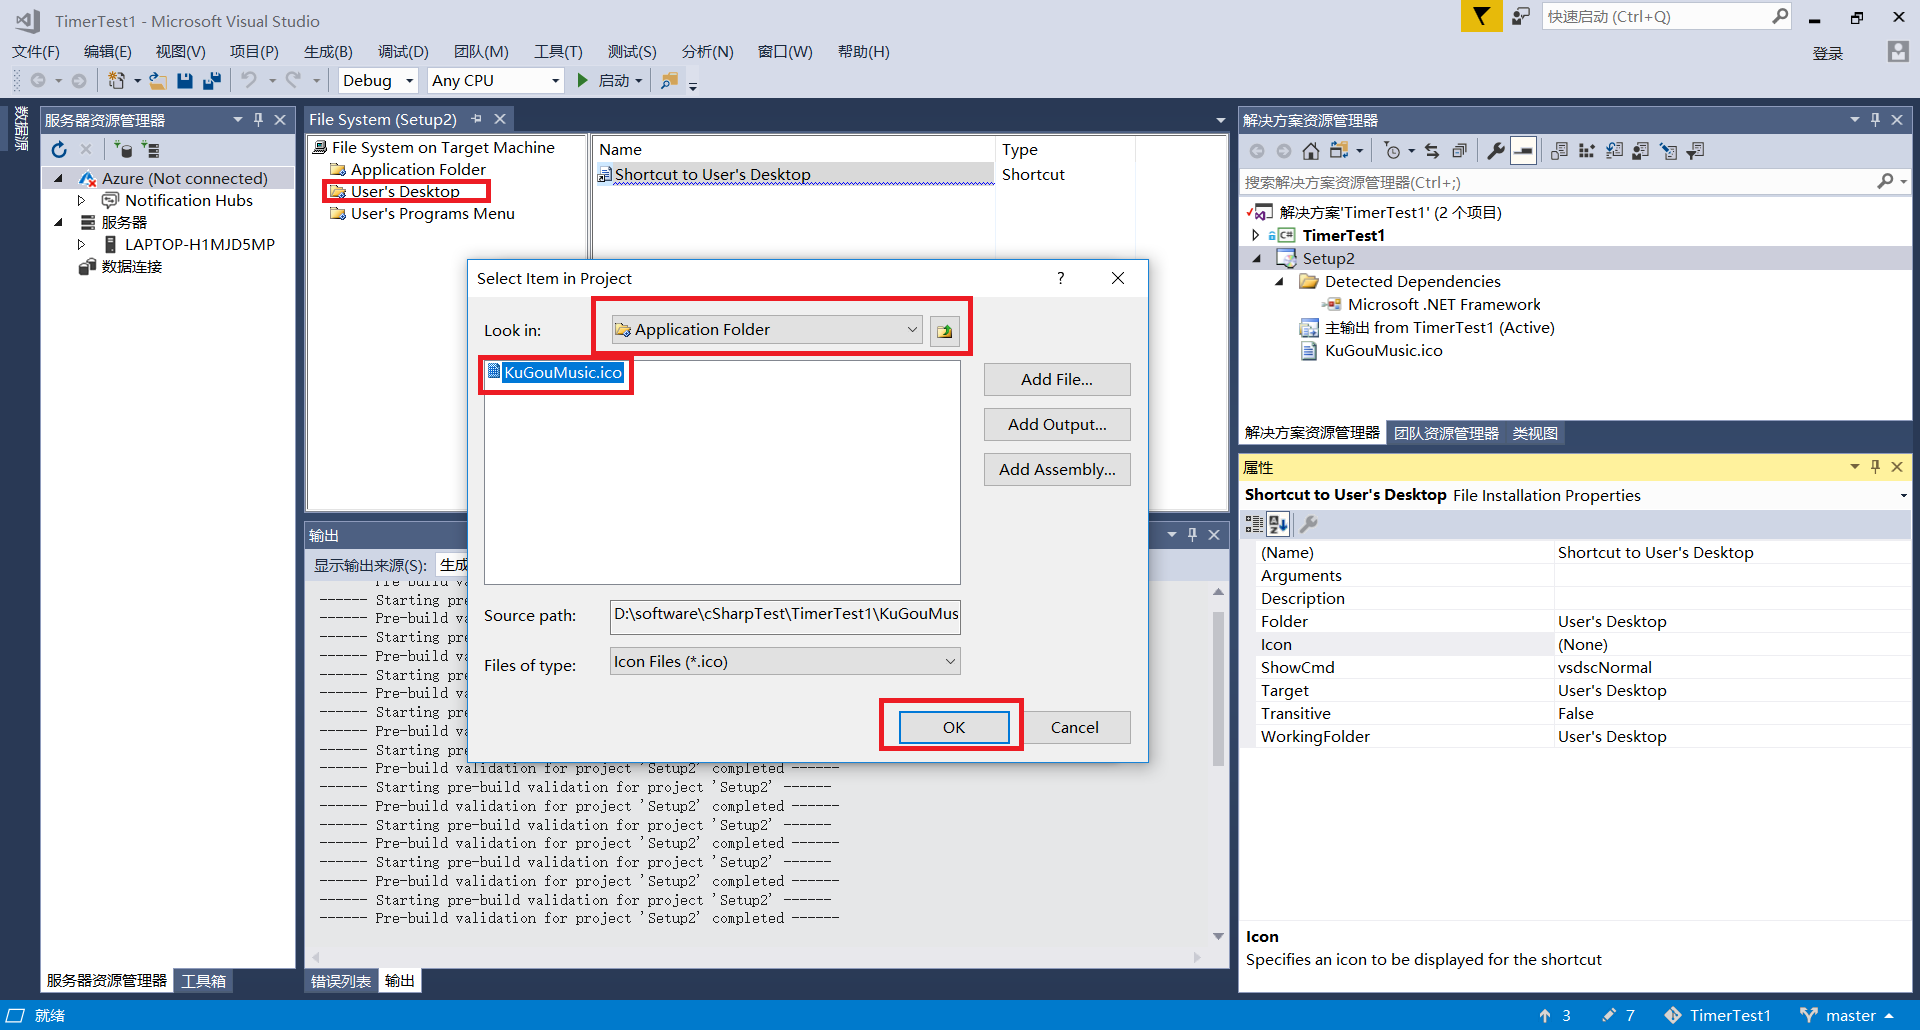 TimerTest1 - Microsoft Visual Studio
快速启动 (Ctrl+Q)
文件(F) 编辑(E) 视图(V) 项目(P) 生成(B) 调试(D) 团队(M) 工具(T) 测试(S) 分析(N) 窗口(W) 帮助(H)
登录
Debug Any CPU 启动
数据源
服务器资源管理器
Azure (Not connected)
Notification Hubs
服务器
LAPTOP-H1MJD5MP
数据连接
服务器资源管理器 工具箱
File System (Setup2)
File System on Target Machine
Application Folder
User's Desktop
User's Programs Menu
Name Type
Shortcut to User's Desktop Shortcut
Select Item in Project
?
Look in: Application Folder
KuGouMusic.ico
Add File...
Add Output...
Add Assembly...
Source path: D:\software\cSharpTest\TimerTest1\KuGouMus
Files of type: Icon Files (*.ico)
OK Cancel
输出
显示输出来源(S): 生成
------ Pre-build va
------ Starting pre
------ Pre-build va
------ Starting pre
------ Pre-build va
------ Starting pre
------ Pre-build va
------ Starting pre
------ Pre-build va
------ Starting pre
------ Pre-build validation for project 'Setup2' completed ------
------ Starting pre-build validation for project 'Setup2' ------
------ Pre-build validation for project 'Setup2' completed ------
------ Starting pre-build validation for project 'Setup2' ------
------ Pre-build validation for project 'Setup2' completed ------
------ Starting pre-build validation for project 'Setup2' ------
------ Pre-build validation for project 'Setup2' completed ------
------ Starting pre-build validation for project 'Setup2' ------
------ Pre-build validation for project 'Setup2' completed ------
错误列表 输出
解决方案资源管理器
搜索解决方案资源管理器(Ctrl+;)
解决方案'TimerTest1' (2 个项目)
C# TimerTest1
Setup2
Detected Dependencies
Microsoft .NET Framework
主输出 from TimerTest1 (Active)
KuGouMusic.ico
解决方案资源管理器 团队资源管理器 类视图
属性
Shortcut to User's Desktop File Installation Properties
(Name) Shortcut to User's Desktop
Arguments
Description
Folder User's Desktop
Icon (None)
ShowCmd vsdscNormal
Target User's Desktop
Transitive False
WorkingFolder User's Desktop
Icon
Specifies an icon to be displayed for the shortcut
就绪 3 7 TimerTest1 master